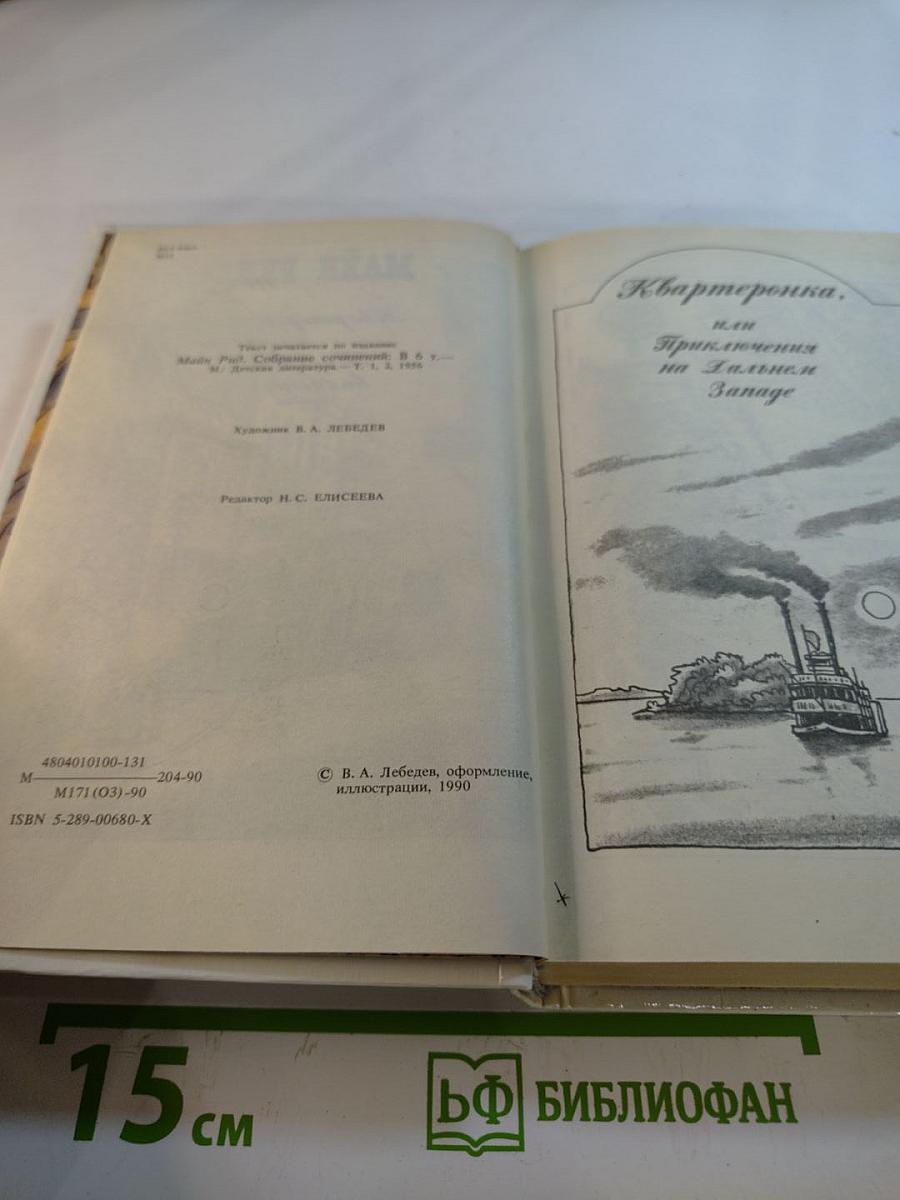 Текст печатается по изданию
Майн Рид. Собрание сочинений: В 6 т.—
М.: Детская литература.— Т. 1, 2, 1956
Художник В. А. ЛЕБЕДЕВ
Редактор Н. С. ЕЛИСЕЕВА
4804010100-131
М————204-90
М171(03)-90
ISBN 5-289-00680-X
© В. А. Лебедев, оформление,
иллюстрации, 1990
Квартеронка,
или
Приключения
на Дальнем
Западе
15 см
БФ БИБЛИОФАН